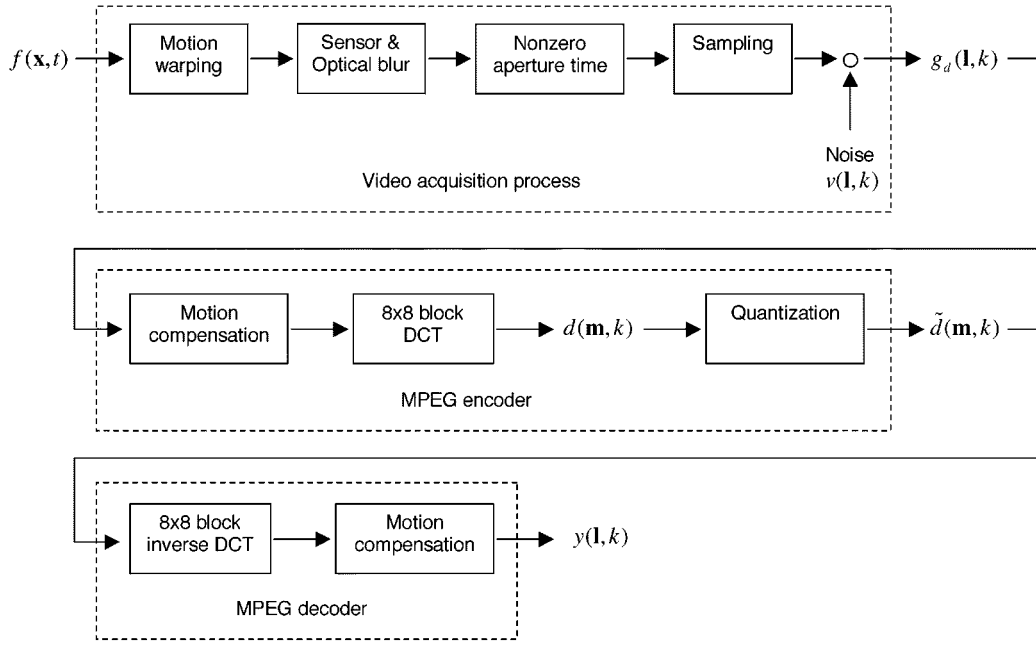 f(x,t)
Motion
warping
Sensor &
Optical blur
Nonzero
aperture time
Sampling
g_d(l,k)
Noise
v(l,k)
Video acquisition process
Motion
compensation
8x8 block
DCT
d(m,k)
Quantization
d̃(m,k)
MPEG encoder
8x8 block
inverse DCT
Motion
compensation
y(l,k)
MPEG decoder